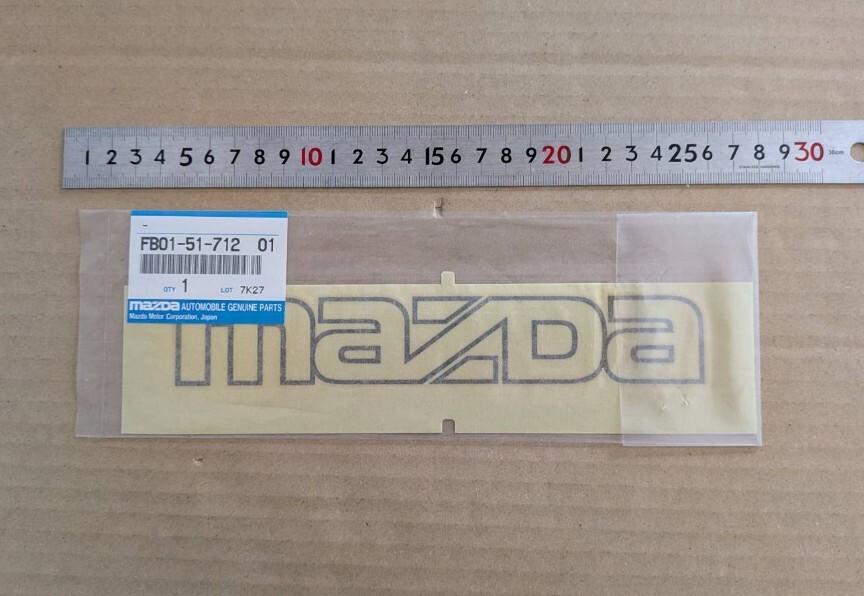 1 2 3 4 5 6 7 8 9 10 1 2 3 4 15 6 7 8 9 20 1 2 3 4 25 6 7 8 9 30 30cm
-
FB01-51-712 01
QTY 1 LOT 7K27
mazda AUTOMOBILE GENUINE PARTS
Mazda Motor Corporation, Japan
mazda